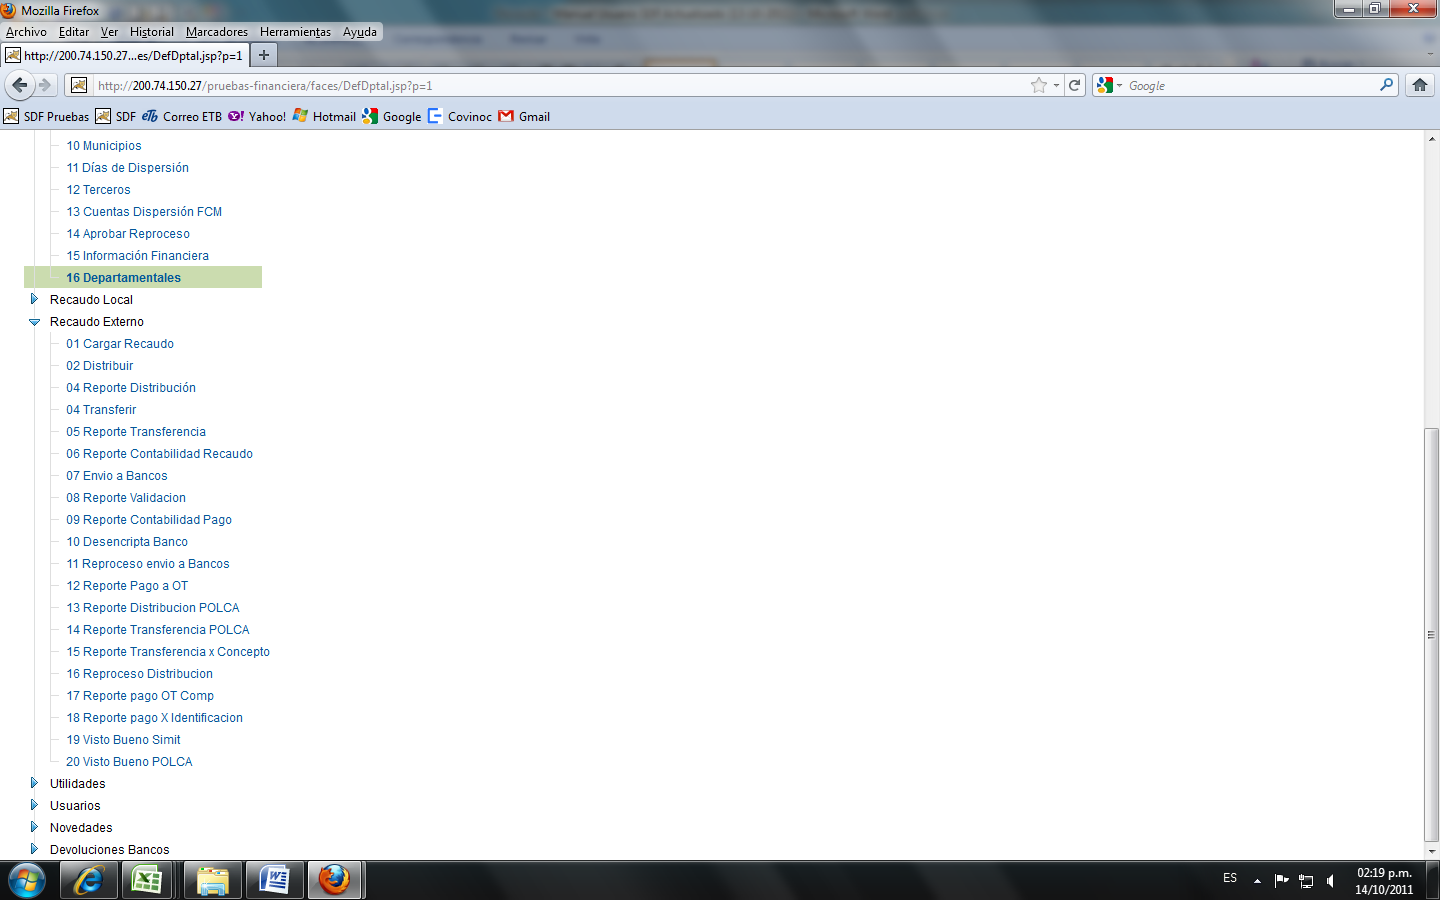 Mozilla Firefox
Archivo Editar Ver Historial Marcadores Herramientas Ayuda
http://200.74.150.27...es/DefDptal.jsp?p=1
http://200.74.150.27/pruebas-financiera/faces/DefDptal.jsp?p=1 Google
SDF Pruebas SDF eTb Correo ETB Yahoo! Hotmail Google Covinoc Gmail
10 Municipios
11 Días de Dispersión
12 Terceros
13 Cuentas Dispersión FCM
14 Aprobar Reproceso
15 Información Financiera
16 Departamentales
Recaudo Local
Recaudo Externo
01 Cargar Recaudo
02 Distribuir
04 Reporte Distribución
04 Transferir
05 Reporte Transferencia
06 Reporte Contabilidad Recaudo
07 Envio a Bancos
08 Reporte Validacion
09 Reporte Contabilidad Pago
10 Desencripta Banco
11 Reproceso envio a Bancos
12 Reporte Pago a OT
13 Reporte Distribucion POLCA
14 Reporte Transferencia POLCA
15 Reporte Transferencia x Concepto
16 Reproceso Distribucion
17 Reporte pago OT Comp
18 Reporte pago X Identificacion
19 Visto Bueno Simit
20 Visto Bueno POLCA
Utilidades
Usuarios
Novedades
Devoluciones Bancos
ES
02:19 p.m.
14/10/2011